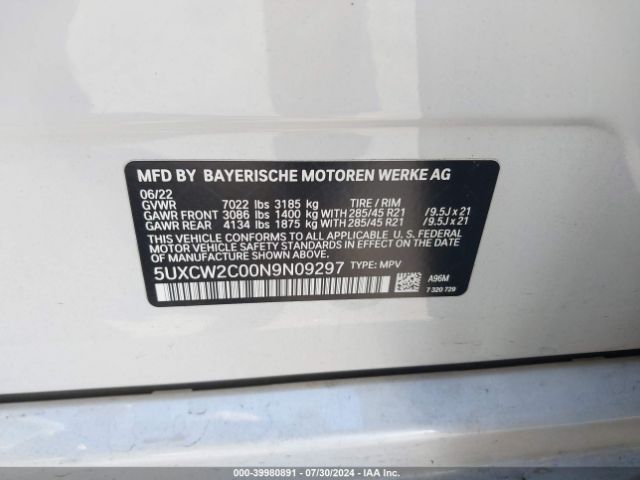 MFD BY BAYERISCHE MOTOREN WERKE AG
06/22
GVWR 7022 lbs 3185 kg TIRE / RIM
GAWR FRONT 3086 lbs 1400 kg WITH 285/45 R21 /9.5J x 21
GAWR REAR 4134 lbs 1875 kg WITH 285/45 R21 /9.5J x 21
THIS VEHICLE CONFORMS TO ALL APPLICABLE U. S. FEDERAL
MOTOR VEHICLE SAFETY STANDARDS IN EFFECT ON THE
DATE OF MANUFACTURE SHOWN ABOVE.
5UXCW2C00N9N09297 TYPE: MPV
A96M
7 320 729
000-39980891 - 07/30/2024 - IAA Inc.